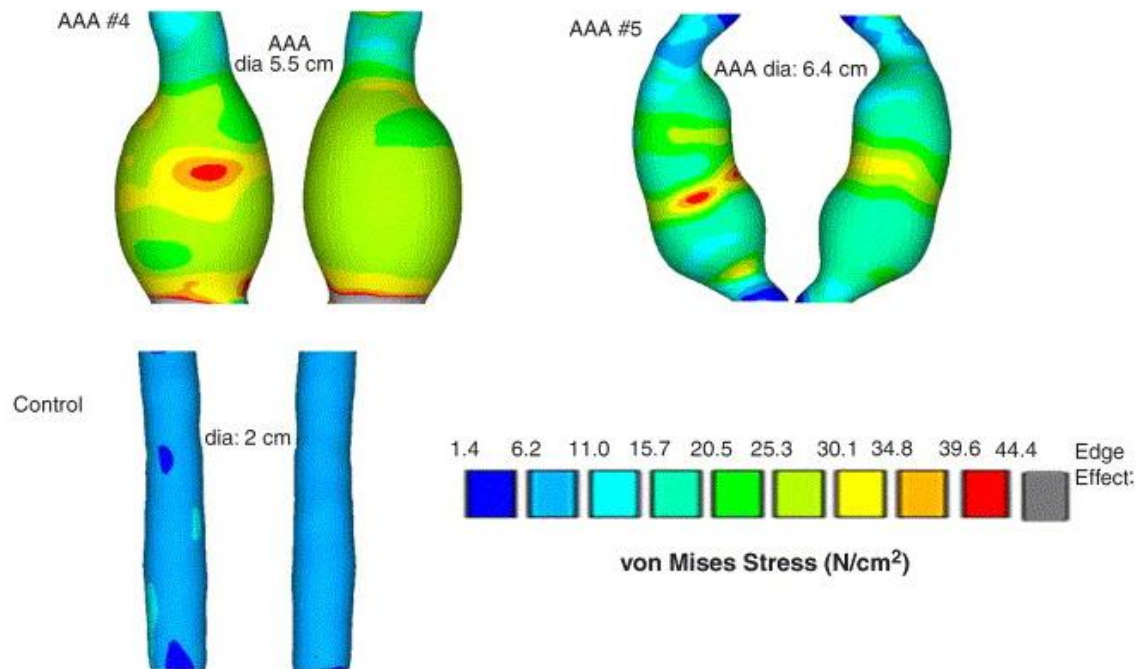 AAA #4
AAA
dia 5.5 cm
AAA #5
AAA dia: 6.4 cm
Control
dia: 2 cm
1.4 6.2 11.0 15.7 20.5 25.3 30.1 34.8 39.6 44.4 Edge
Effect:
von Mises Stress (N/cm²)